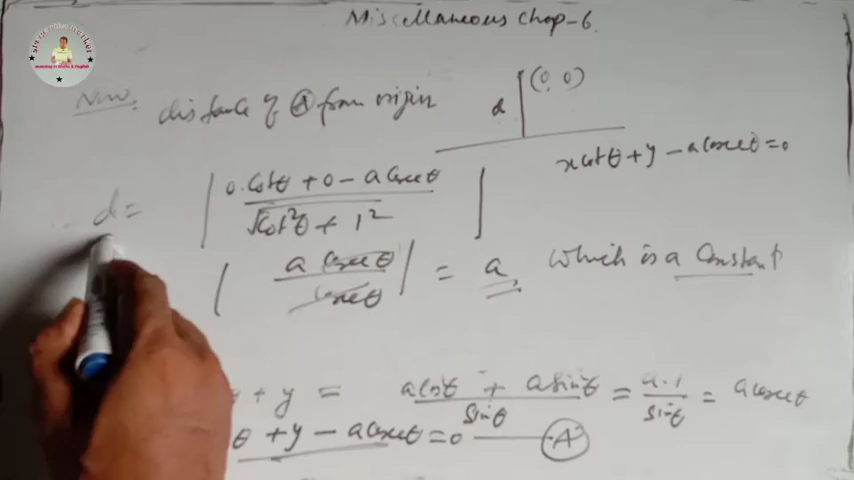 Miscellaneous Chap-6.
Now: distance of Ⓐ from origin
(0, 0)
d
x cotθ + y - a cosecθ = 0
d = | 0.cotθ + 0 - a cosecθ / √cot²θ + 1² |
| a cosecθ / cosecθ | = a which is a Constant
+ y = a cos²θ + a sin²θ / sinθ = a.1 / sinθ = a cosecθ
θ + y - a cosecθ = 0 — Ⓐ